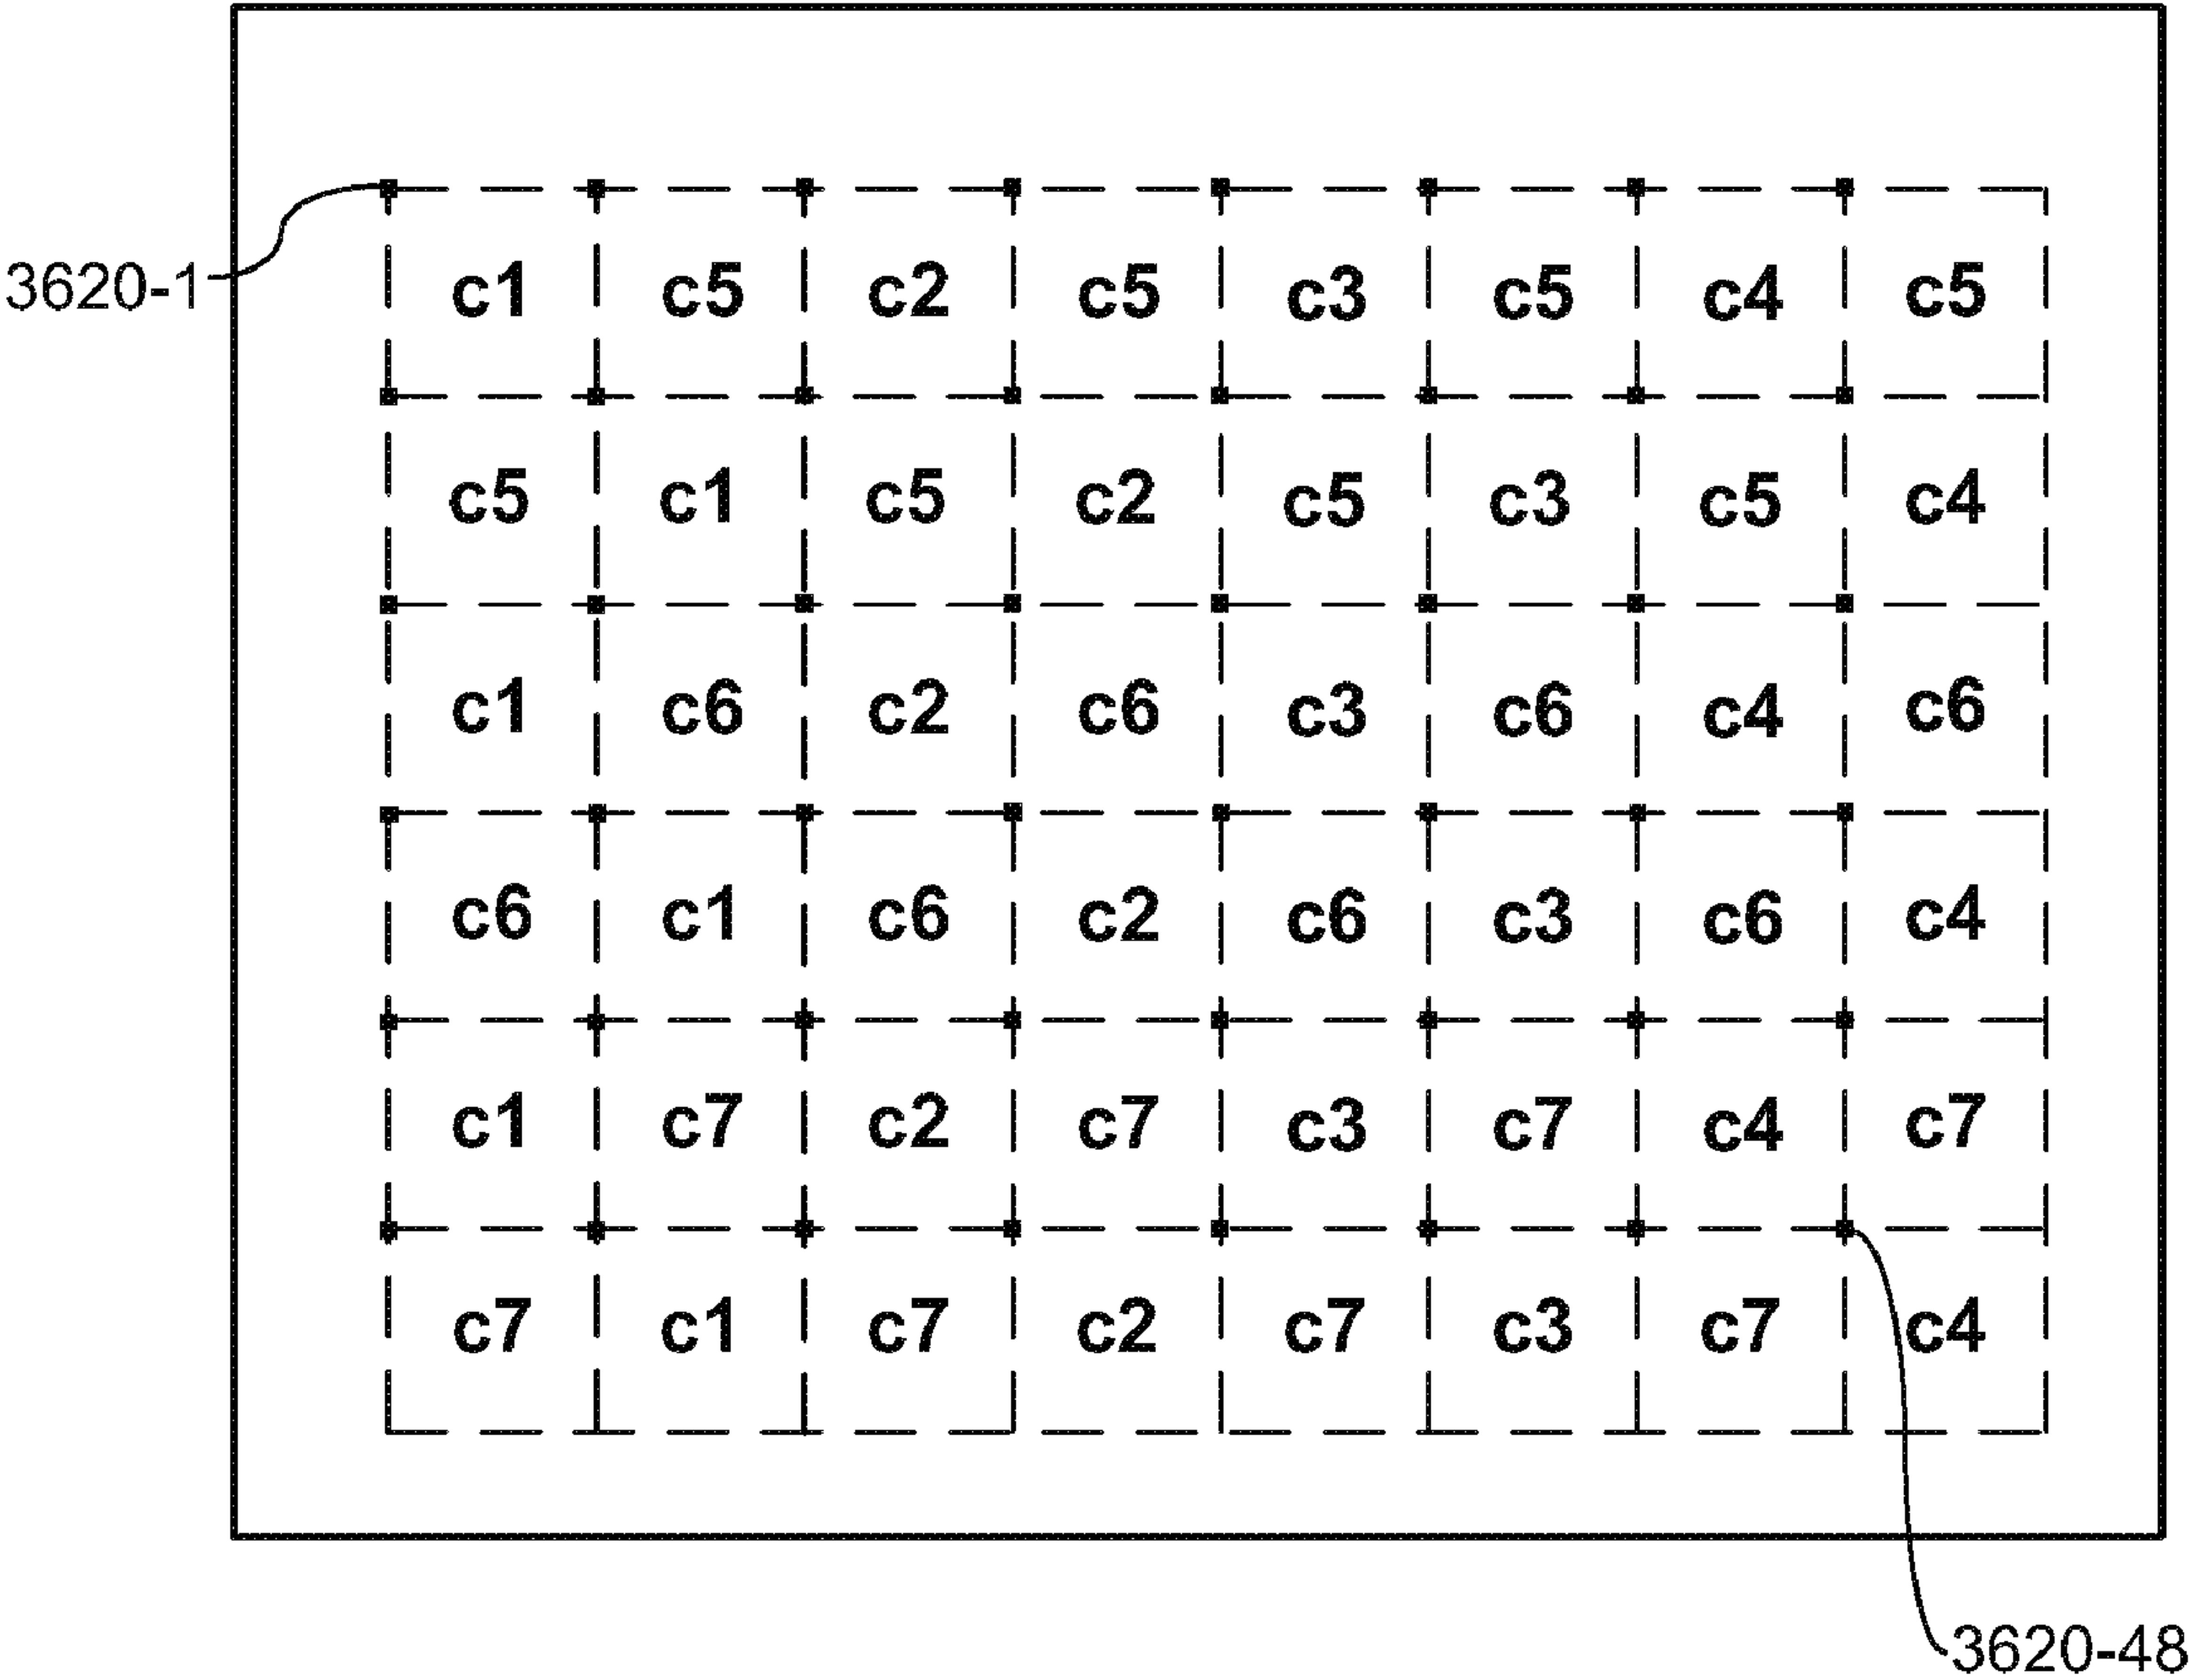 3620-1
c1 c5 c2 c5 c3 c5 c4 c5
c5 c1 c5 c2 c5 c3 c5 c4
c1 c6 c2 c6 c3 c6 c4 c6
c6 c1 c6 c2 c6 c3 c6 c4
c1 c7 c2 c7 c3 c7 c4 c7
c7 c1 c7 c2 c7 c3 c7 c4
3620-48